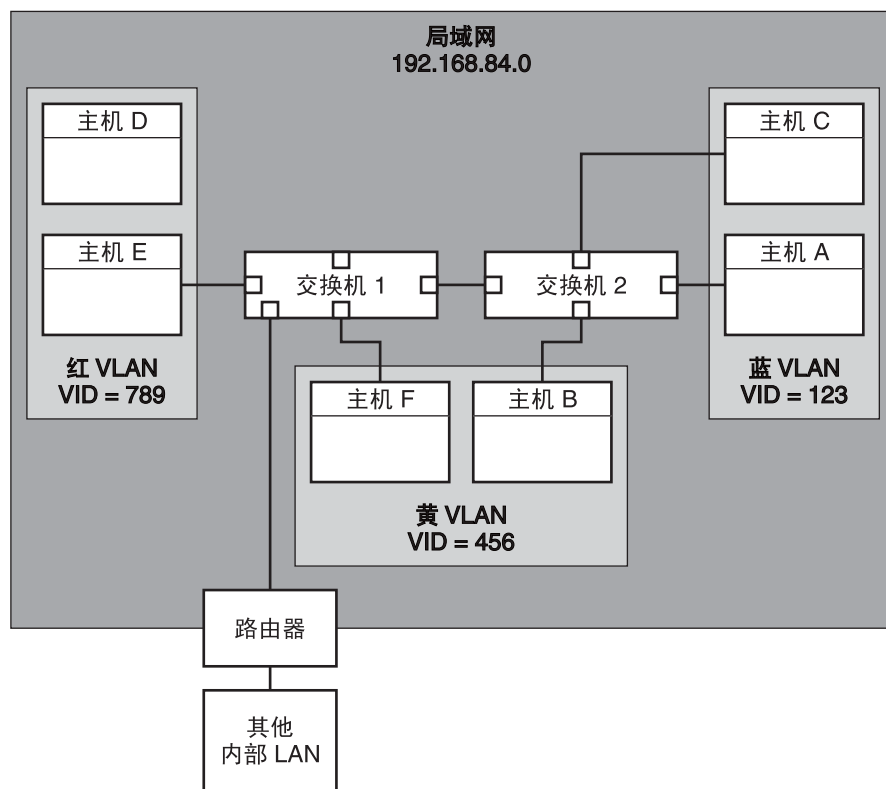 局域网
192.168.84.0
主机 D
主机 C
主机 E
交换机 1
交换机 2
主机 A
红 VLAN
VID = 789
蓝 VLAN
VID = 123
主机 F
主机 B
黄 VLAN
VID = 456
路由器
其他
内部 LAN